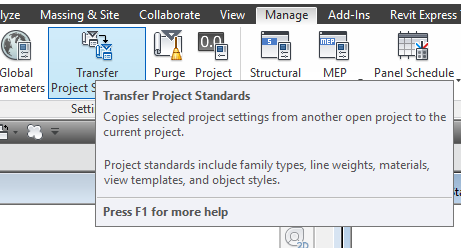 lyze Massing & Site Collaborate View Manage Add-Ins Revit Express
Global Transfer Purge Project Structural MEP Panel Schedule
rameters Project S
Setti
Transfer Project Standards
Copies selected project settings from another open project to the
current project.
Project standards include family types, line weights, materials,
view templates, and object styles.
Press F1 for more help
2D